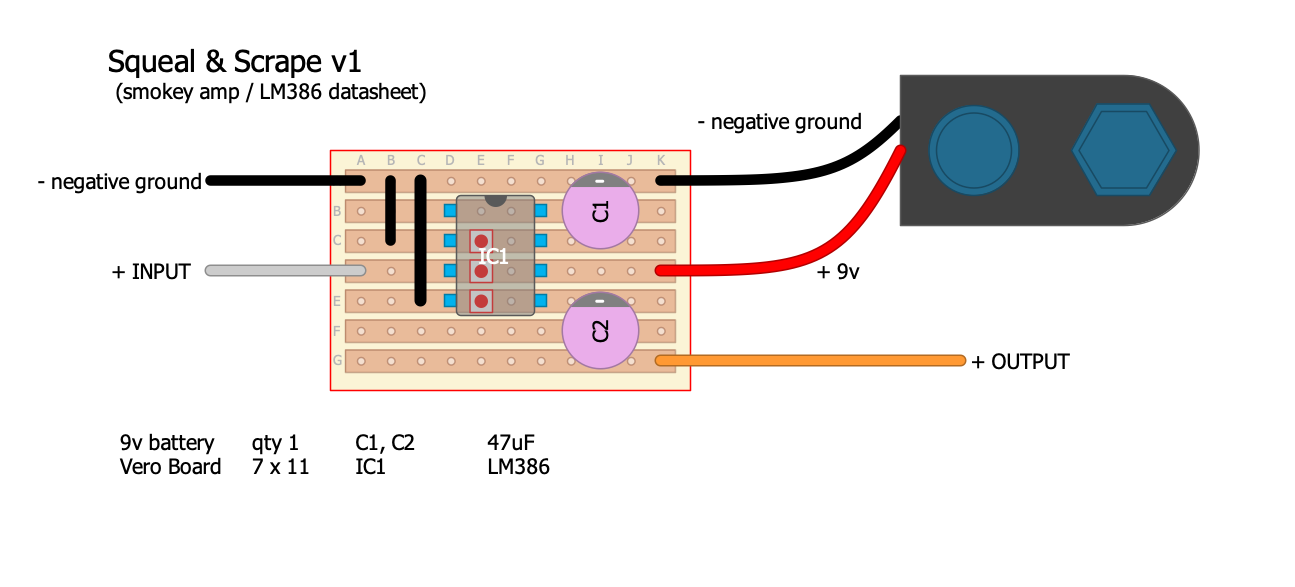 Squeal & Scrape v1
(smokey amp / LM386 datasheet)
- negative ground
A B C D E F G H I J K
- negative ground
B
C1
C
IC1
+ INPUT
+ 9v
E
F
C2
G
+ OUTPUT
9v battery qty 1 C1, C2 47uF
Vero Board 7 x 11 IC1 LM386